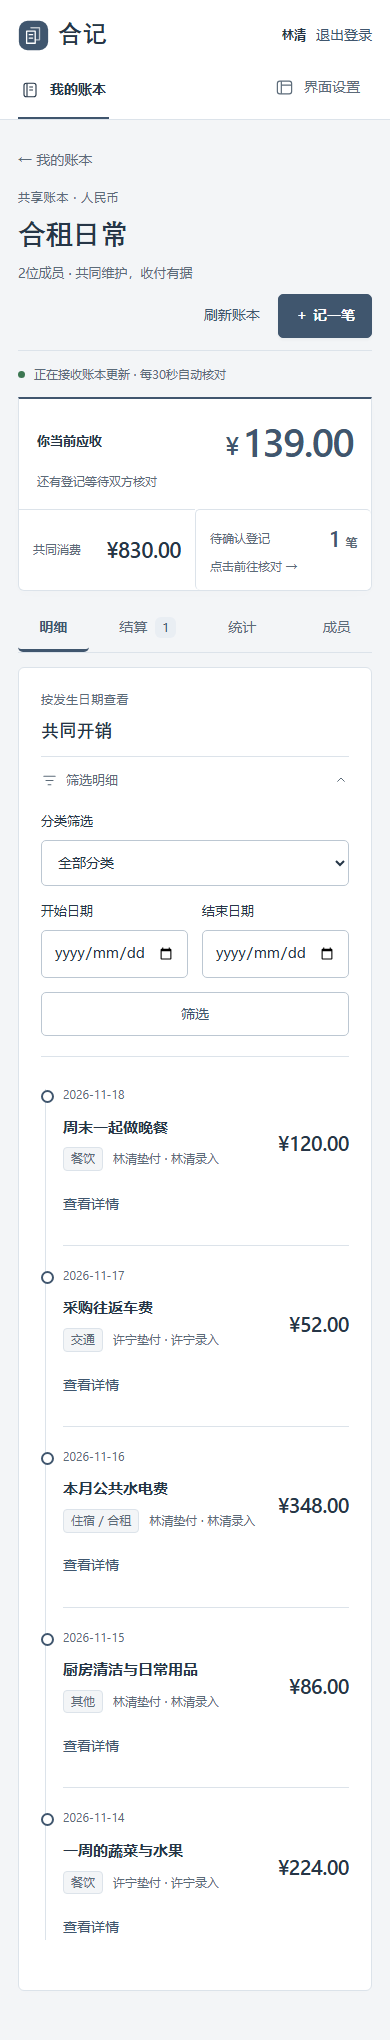 合记
林清 退出登录
我的账本 界面设置
← 我的账本
共享账本 · 人民币
合租日常
2位成员 · 共同维护，收付有据
刷新账本 + 记一笔
正在接收账本更新 · 每30秒自动核对
你当前应收 ¥139.00
还有登记等待双方核对
共同消费 ¥830.00
待确认登记 1 笔
点击前往核对 →
明细 结算 1 统计 成员
按发生日期查看
共同开销
筛选明细
分类筛选
全部分类
开始日期 结束日期
yyyy/mm/dd yyyy/mm/dd
筛选
2026-11-18
周末一起做晚餐 ¥120.00
餐饮 林清垫付 · 林清录入
查看详情
2026-11-17
采购往返车费 ¥52.00
交通 许宁垫付 · 许宁录入
查看详情
2026-11-16
本月公共水电费 ¥348.00
住宿 / 合租 林清垫付 · 林清录入
查看详情
2026-11-15
厨房清洁与日常用品 ¥86.00
其他 林清垫付 · 林清录入
查看详情
2026-11-14
一周的蔬菜与水果 ¥224.00
餐饮 许宁垫付 · 许宁录入
查看详情